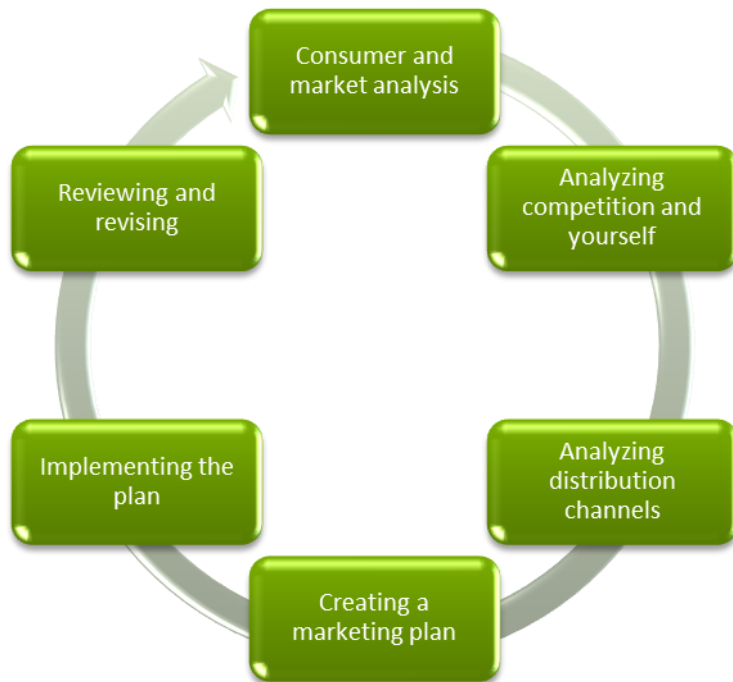 Consumer and
market analysis
Analyzing
competition and
yourself
Analyzing
distribution
channels
Creating a
marketing plan
Implementing the
plan
Reviewing and
revising